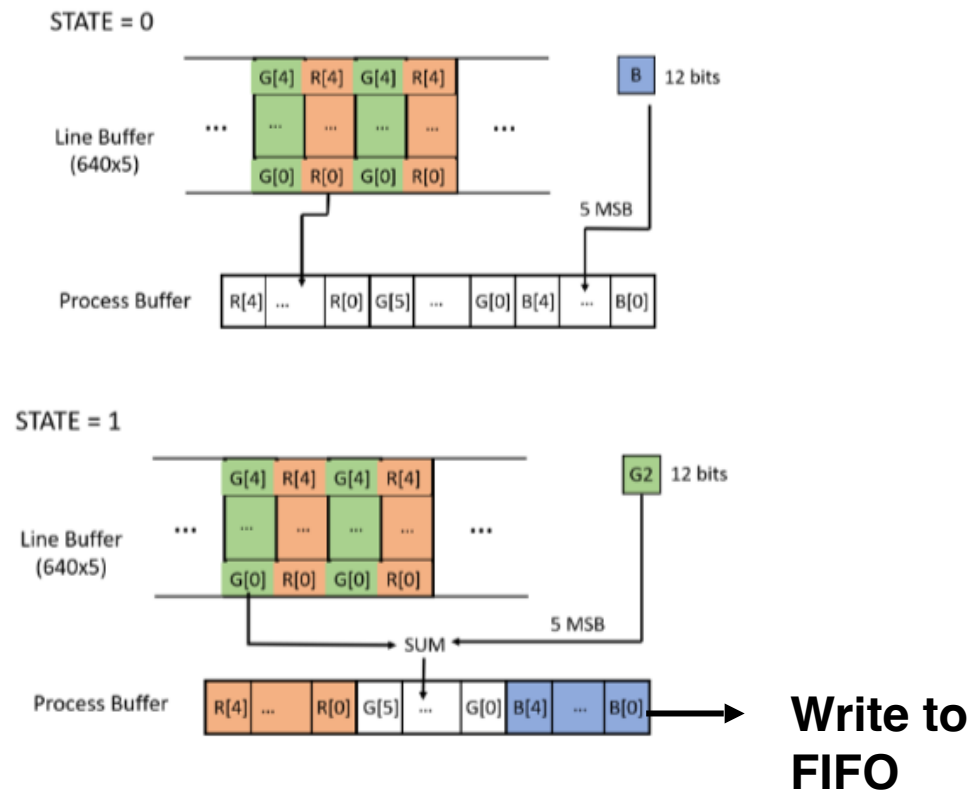 STATE = 0
G[4] R[4] G[4] R[4]
B 12 bits
... ... ... ... ... ...
Line Buffer
(640x5)
G[0] R[0] G[0] R[0]
5 MSB
Process Buffer R[4] ... R[0] G[5] ... G[0] B[4] ... B[0]
STATE = 1
G[4] R[4] G[4] R[4]
G2 12 bits
... ... ... ... ... ...
Line Buffer
(640x5)
G[0] R[0] G[0] R[0]
5 MSB
SUM
Process Buffer R[4] ... R[0] G[5] ... G[0] B[4] ... B[0]
Write to
FIFO